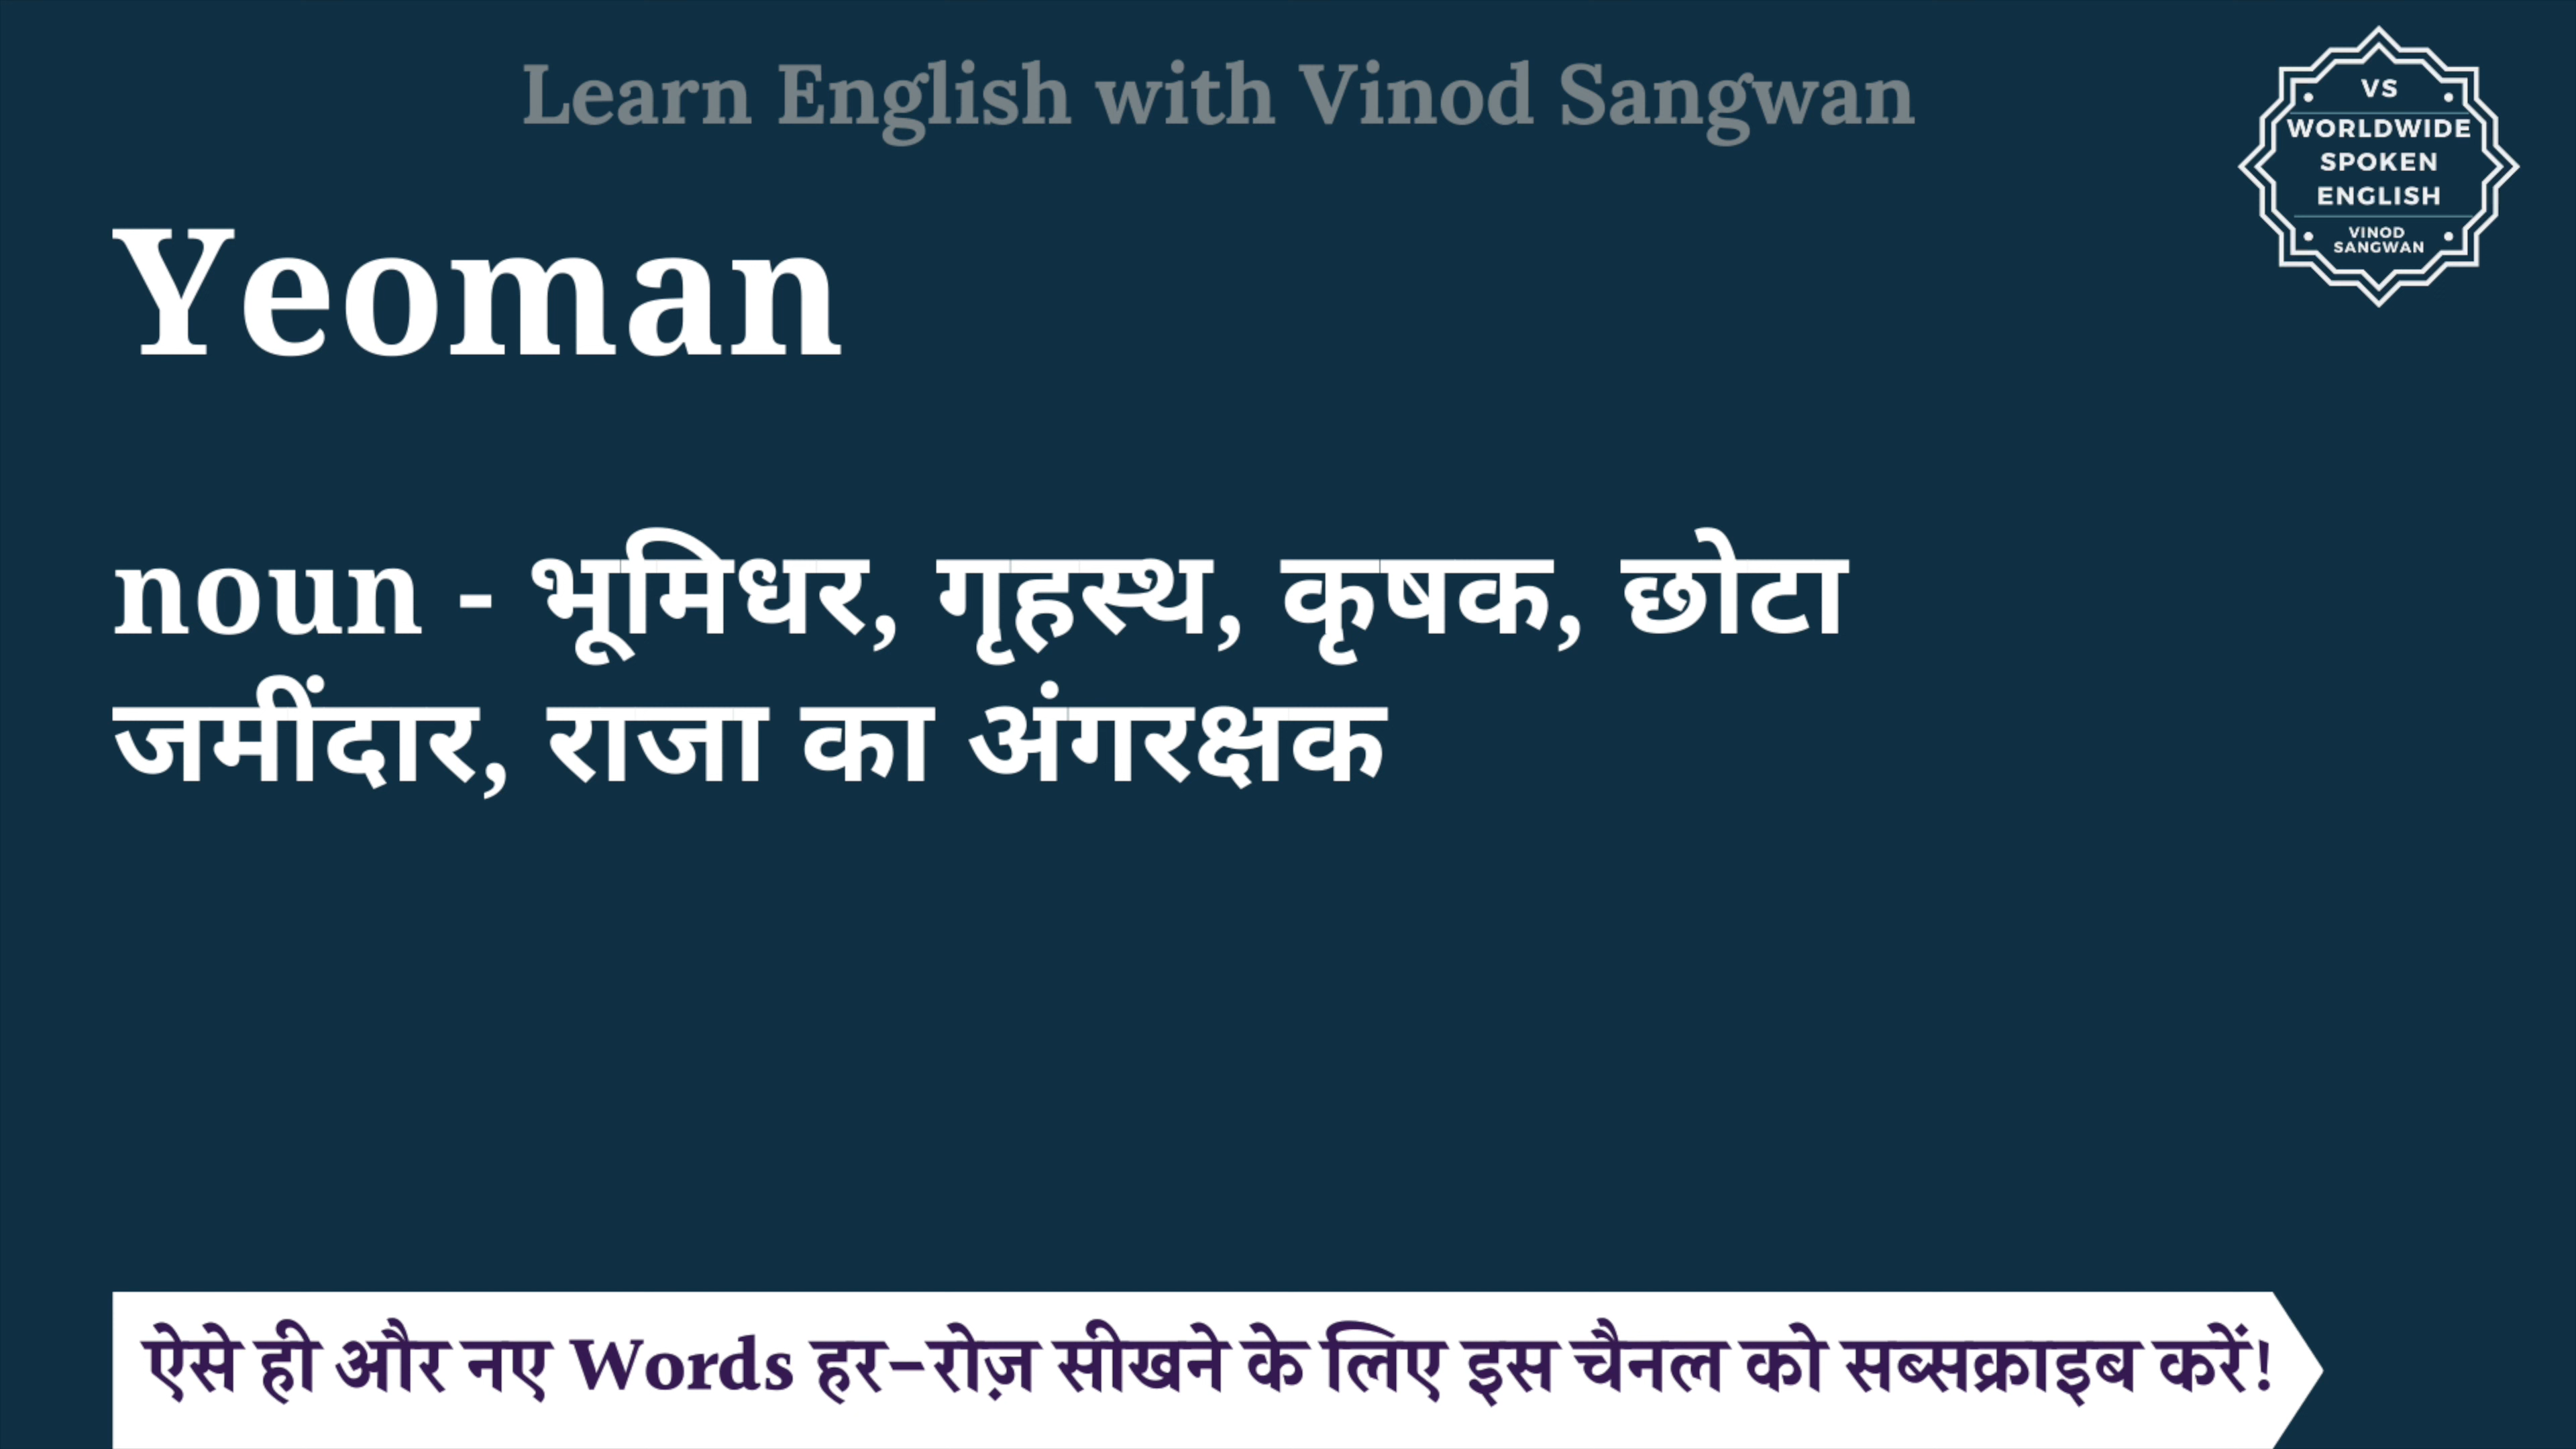 Learn English with Vinod Sangwan
VS
WORLDWIDE
SPOKEN
ENGLISH
VINOD
SANGWAN
Yeoman
noun - भूमिधर, गृहस्थ, कृषक, छोटा
जमींदार, राजा का अंगरक्षक
ऐसे ही और नए Words हर-रोज़ सीखने के लिए इस चैनल को सब्सक्राइब करें!